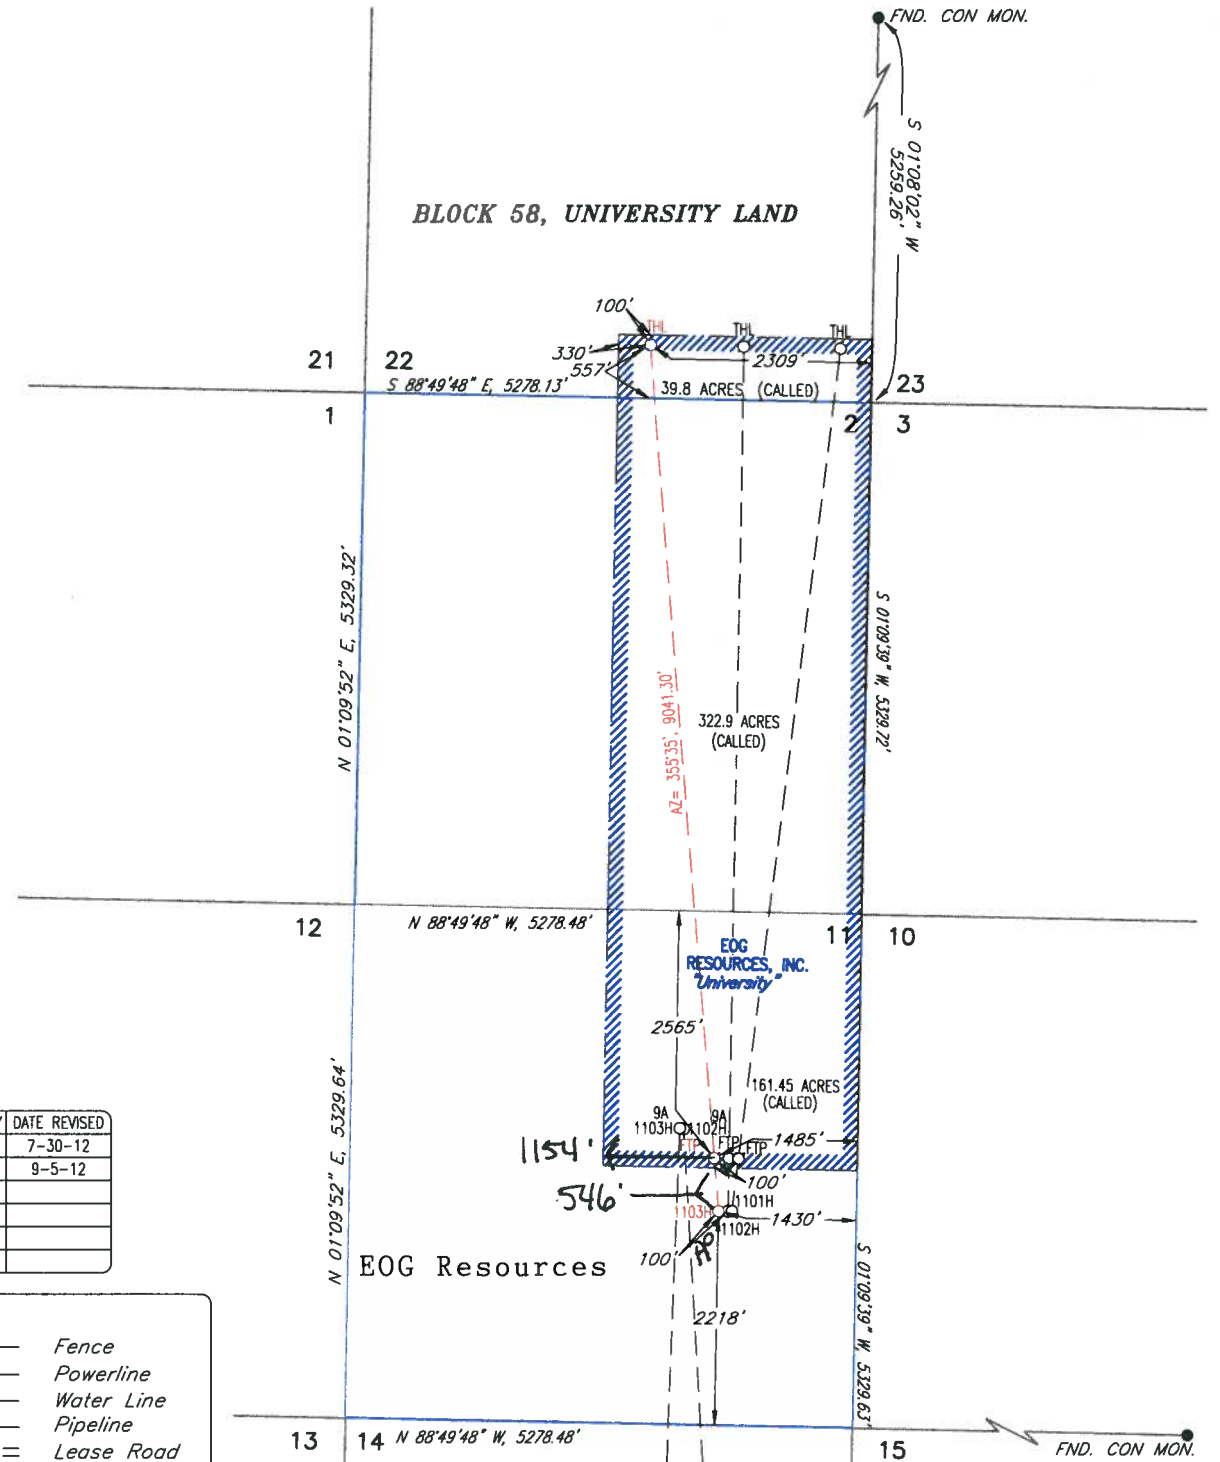 FND. CON MON.
S 01°08'02" W
5259.26'
BLOCK 58, UNIVERSITY LAND
100'
THL
THL
THL
330'
2309'
557'
21
22
23
S 88°49'48" E, 5278.13'
39.8 ACRES (CALLED)
1
2
3
N 01°09'52" E, 5329.32'
S 01°09'39" W, 5329.72'
AZ= 355°35', 9041.30'
322.9 ACRES
(CALLED)
12
N 88°49'48" W, 5278.48'
11
10
EOG
RESOURCES, INC.
"University"
2565'
N 01°09'52" E, 5329.64'
161.45 ACRES
(CALLED)
DATE REVISED
7-30-12
9-5-12
9A
1103H
9A
1102H
FTP
FTP
FTP
1485'
1154'
100'
546'
1103H
1101H
1102H
1430'
100'
EOG Resources
2218'
S 01°09'39" W, 5329.63'
Fence
Powerline
Water Line
Pipeline
Lease Road
13
14
N 88°49'48" W, 5278.48'
15
FND. CON MON.